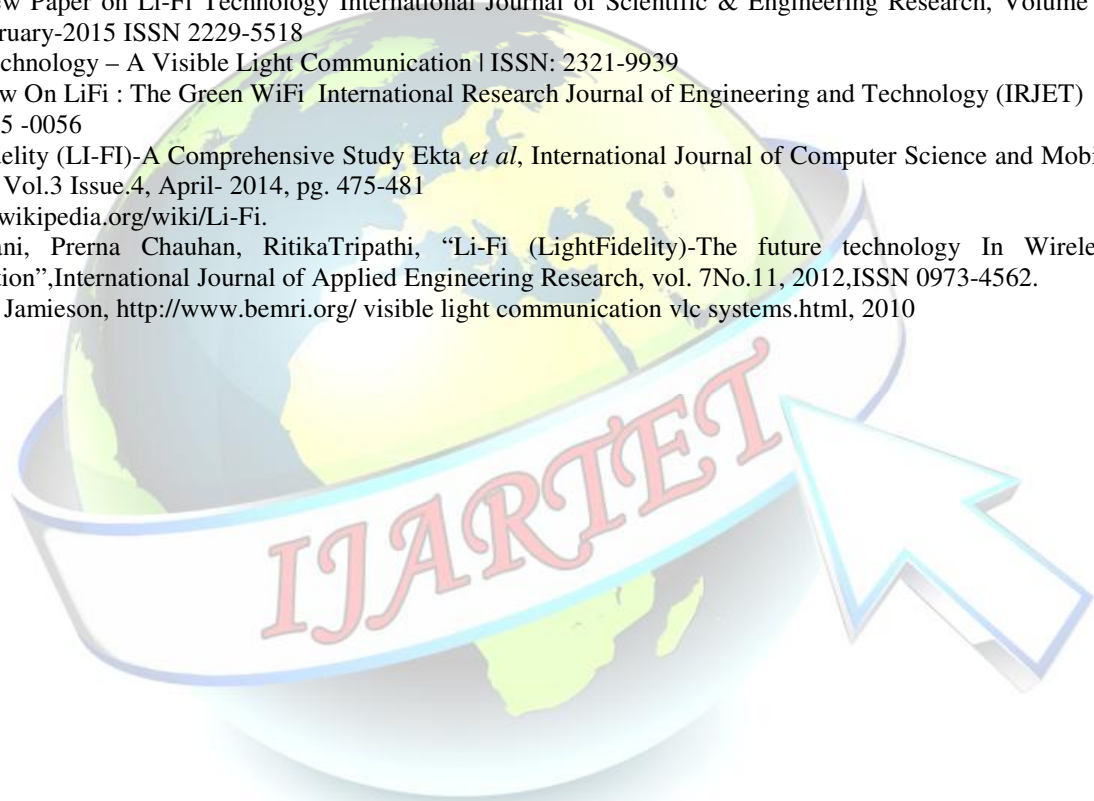 ew Paper on Li-Fi Technology International Journal of Scientific & Engineering Research, Volume
ruary-2015 ISSN 2229-5518
chnology – A Visible Light Communication | ISSN: 2321-9939
w On LiFi : The Green WiFi International Research Journal of Engineering and Technology (IRJET)
5 -0056
elity (LI-FI)-A Comprehensive Study Ekta et al, International Journal of Computer Science and Mobi
Vol.3 Issue.4, April- 2014, pg. 475-481
wikipedia.org/wiki/Li-Fi.
ani, Prerna Chauhan, RitikaTripathi, “Li-Fi (LightFidelity)-The future technology In Wirele
tion”,International Journal of Applied Engineering Research, vol. 7No.11, 2012,ISSN 0973-4562.
Jamieson, http://www.bemri.org/ visible light communication vlc systems.html, 2010
IJARTET